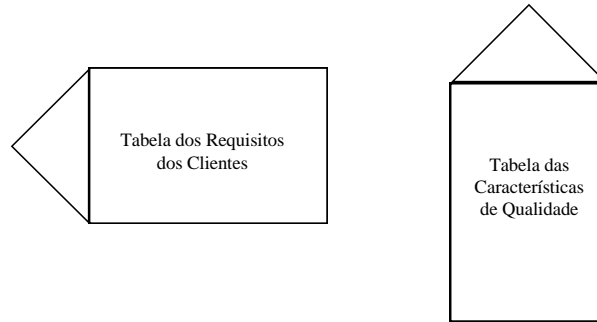 Tabela dos Requisitos
dos Clientes
Tabela das
Características
de Qualidade